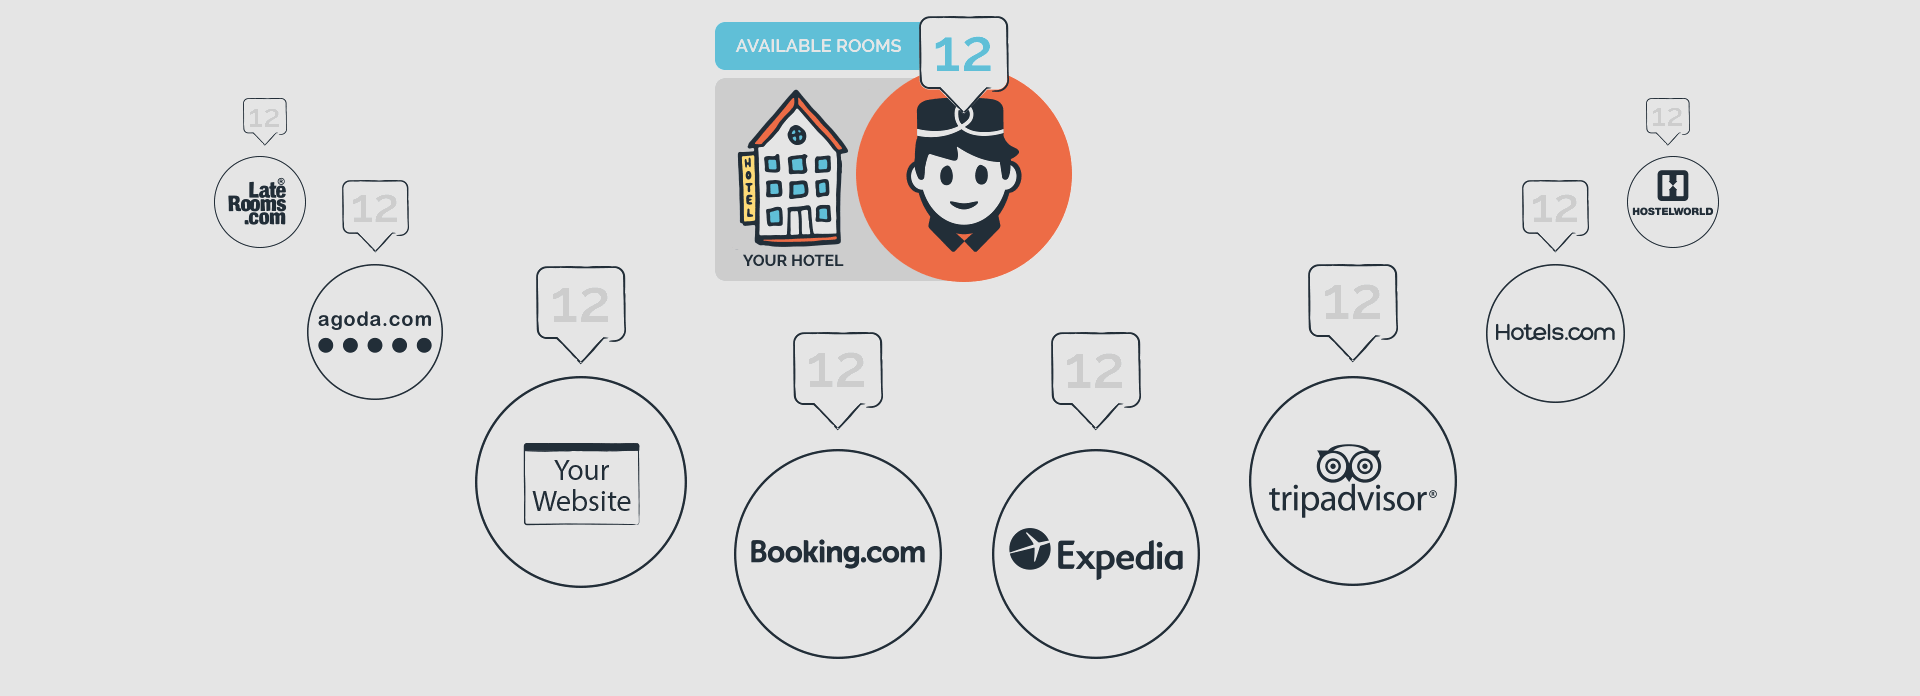 AVAILABLE ROOMS
12
HOTEL
YOUR HOTEL
12
Late®
Rooms
.com
12
agoda.com
12
Your
Website
12
Booking.com
12
Expedia
12
tripadvisor®
12
Hotels.com
12
HOSTELWORLD